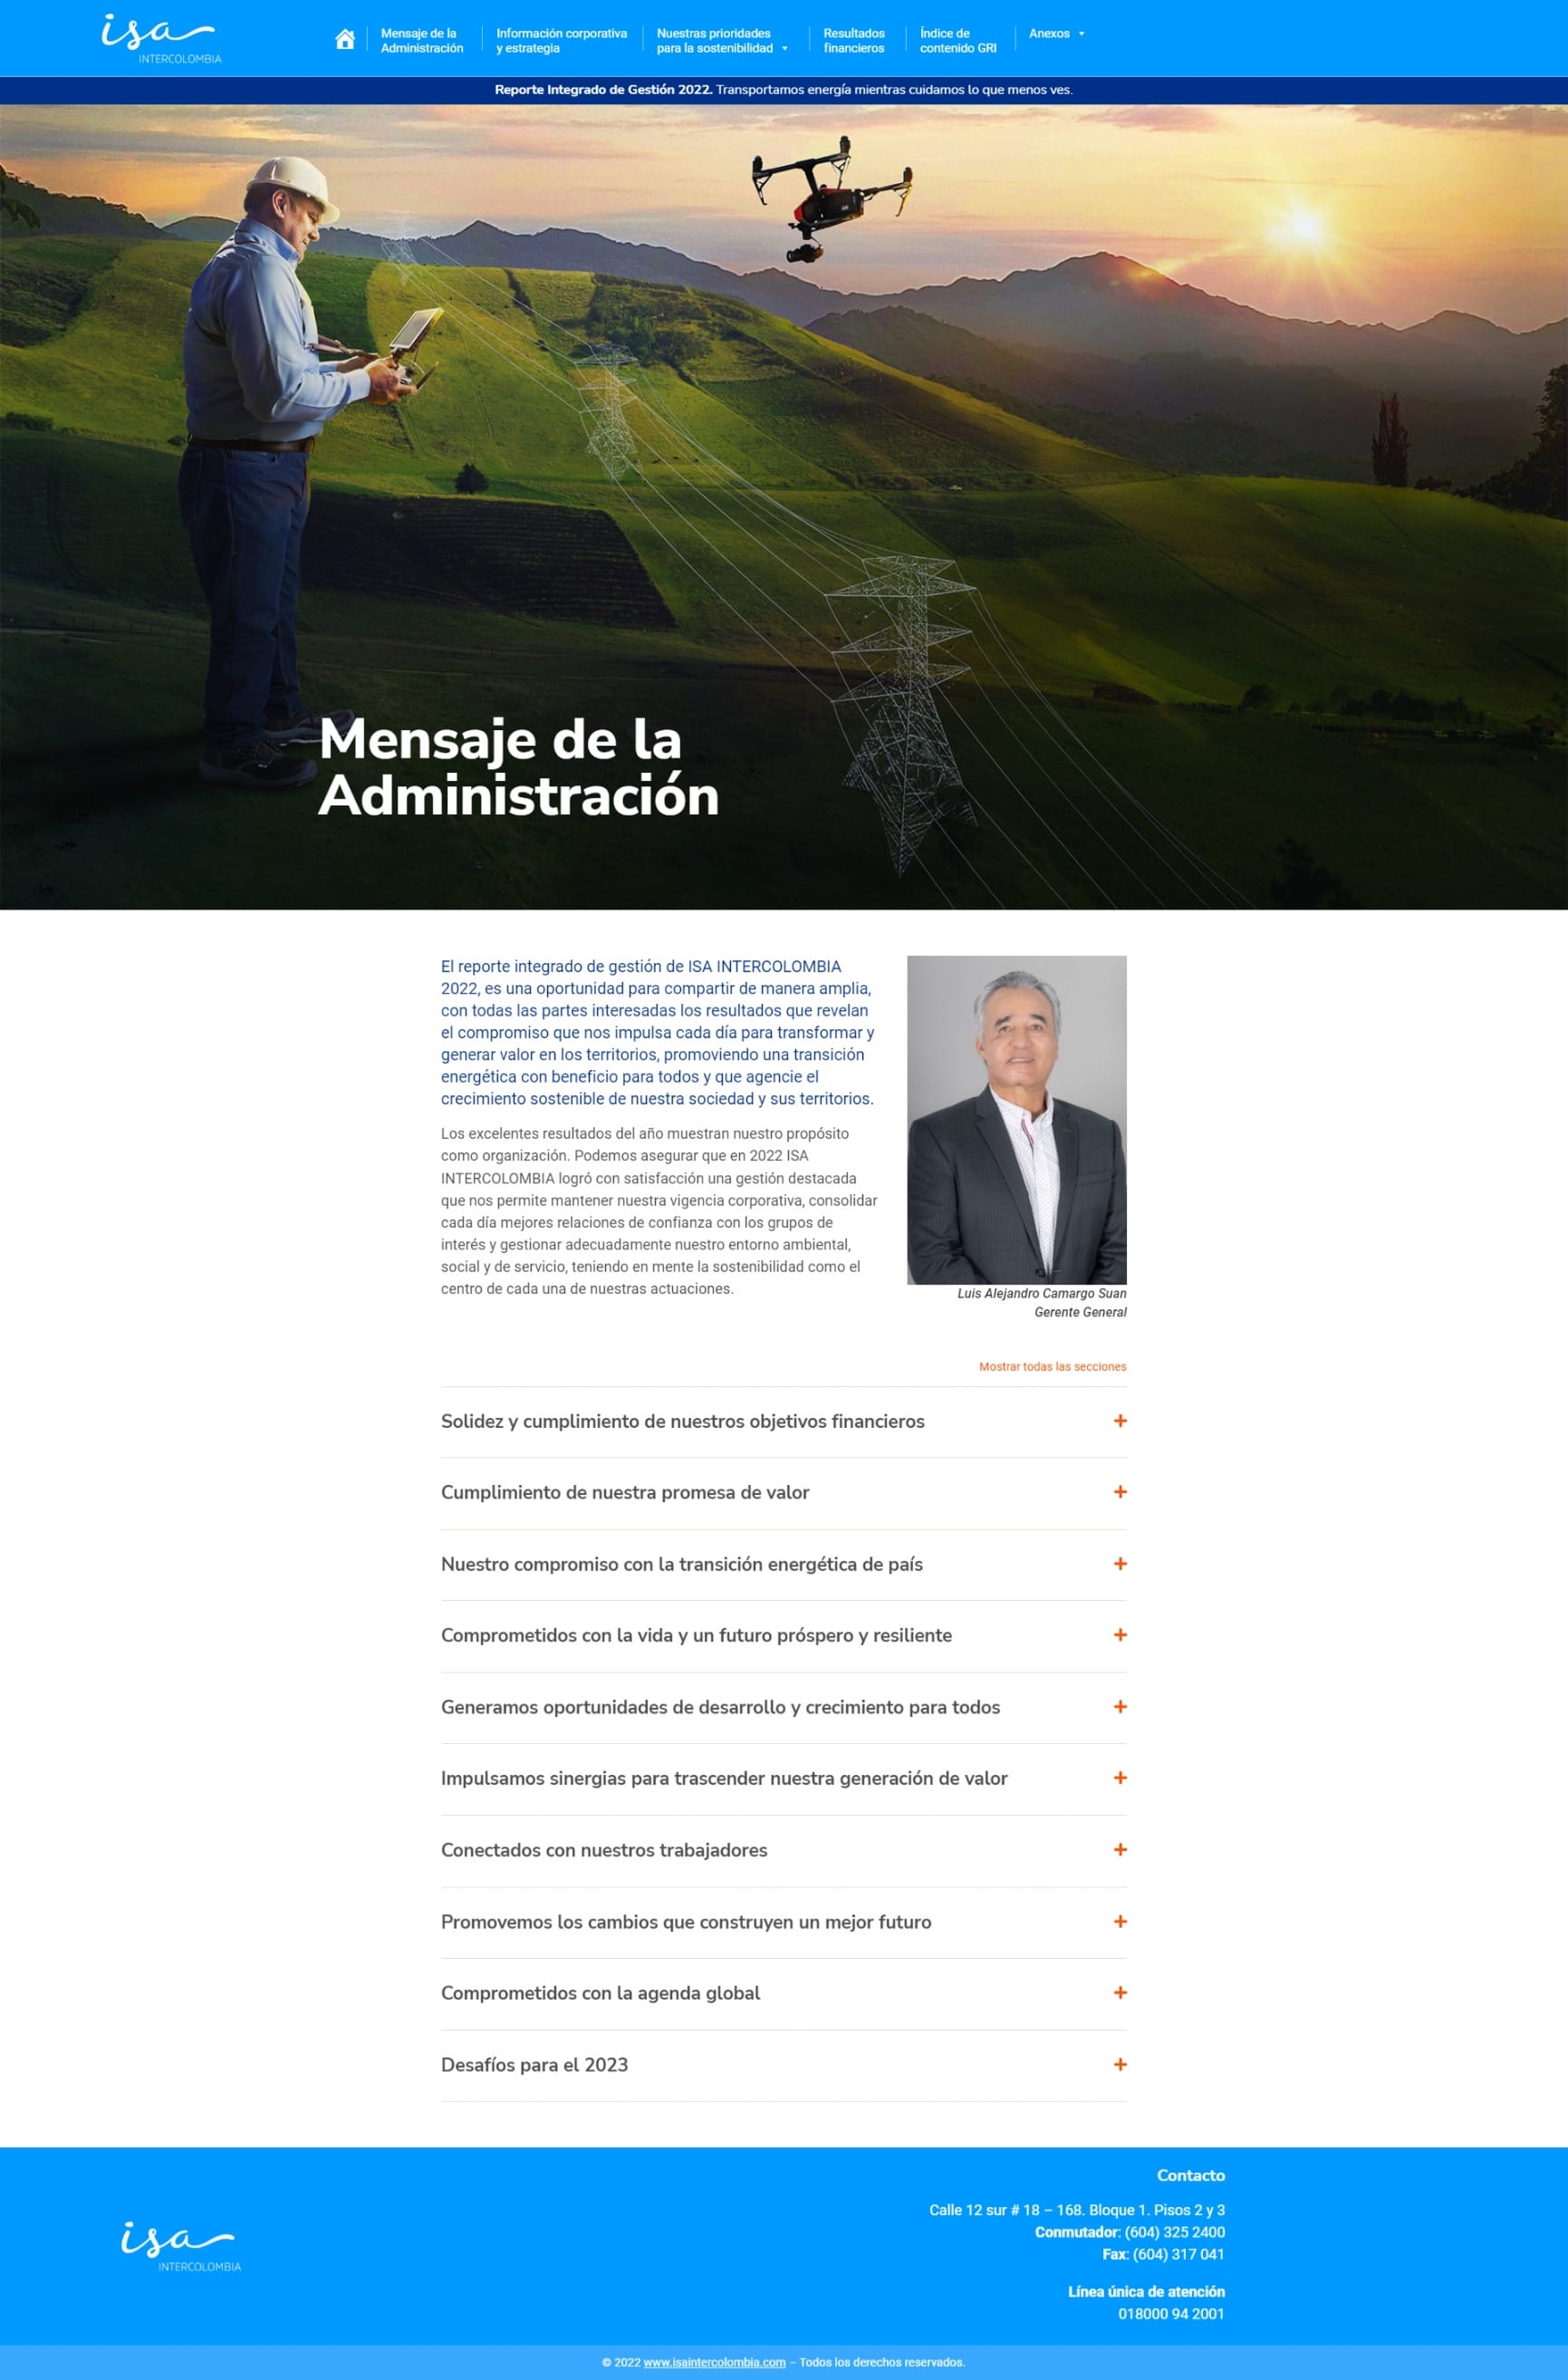 isa
INTERCOLOMBIA
Mensaje de la
Administración
Información corporativa
y estrategia
Nuestras prioridades
para la sostenibilidad
Resultados
financieros
Índice de
contenido GRI
Anexos
Reporte Integrado de Gestión 2022. Transportamos energía mientras cuidamos lo que menos ves.
Mensaje de la
Administración
El reporte integrado de gestión de ISA INTERCOLOMBIA
2022, es una oportunidad para compartir de manera amplia,
con todas las partes interesadas los resultados que revelan
el compromiso que nos impulsa cada día para transformar y
generar valor en los territorios, promoviendo una transición
energética con beneficio para todos y que agencie el
crecimiento sostenible de nuestra sociedad y sus territorios.
Los excelentes resultados del año muestran nuestro propósito
como organización. Podemos asegurar que en 2022 ISA
INTERCOLOMBIA logró con satisfacción una gestión destacada
que nos permite mantener nuestra vigencia corporativa, consolidar
cada día mejores relaciones de confianza con los grupos de
interés y gestionar adecuadamente nuestro entorno ambiental,
social y de servicio, teniendo en mente la sostenibilidad como el
centro de cada una de nuestras actuaciones.
Luis Alejandro Camargo Suan
Gerente General
Mostrar todas las secciones
Solidez y cumplimiento de nuestros objetivos financieros
Cumplimiento de nuestra promesa de valor
Nuestro compromiso con la transición energética de país
Comprometidos con la vida y un futuro próspero y resiliente
Generamos oportunidades de desarrollo y crecimiento para todos
Impulsamos sinergias para trascender nuestra generación de valor
Conectados con nuestros trabajadores
Promovemos los cambios que construyen un mejor futuro
Comprometidos con la agenda global
Desafíos para el 2023
isa
INTERCOLOMBIA
Contacto
Calle 12 sur # 18 – 168. Bloque 1. Pisos 2 y 3
Conmutador: (604) 325 2400
Fax: (604) 317 041
Línea única de atención
018000 94 2001
© 2022 www.isaintercolombia.com – Todos los derechos reservados.